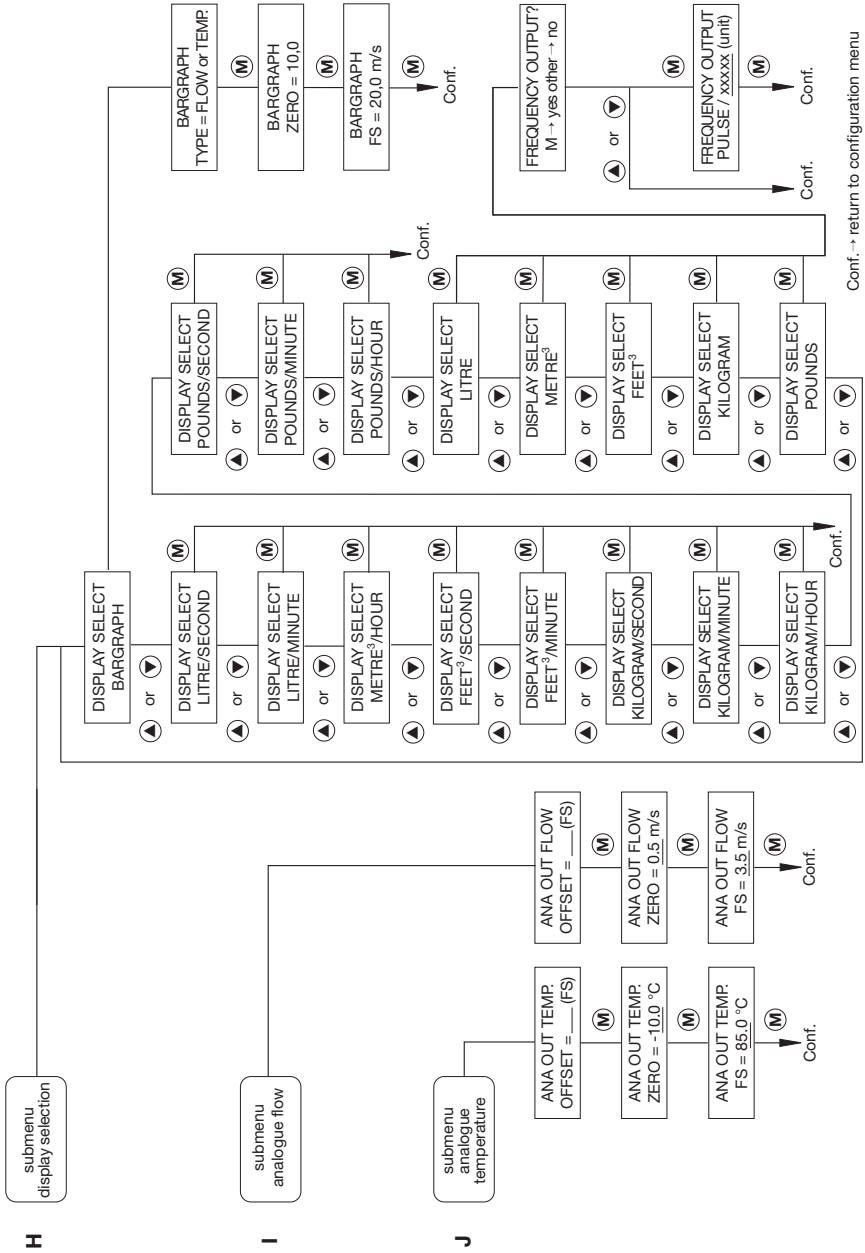 H
submenu
display selection
DISPLAY SELECT
BARGRAPH
▲ or ▼
DISPLAY SELECT
LITRE/SECOND
M
▲ or ▼
DISPLAY SELECT
LITRE/MINUTE
M
▲ or ▼
DISPLAY SELECT
METRE³/HOUR
M
▲ or ▼
DISPLAY SELECT
FEET³/SECOND
M
▲ or ▼
DISPLAY SELECT
FEET³/MINUTE
M
▲ or ▼
DISPLAY SELECT
KILOGRAM/SECOND
M
▲ or ▼
DISPLAY SELECT
KILOGRAM/MINUTE
M
▲ or ▼
DISPLAY SELECT
KILOGRAM/HOUR
M
▲ or ▼
Conf.
DISPLAY SELECT
POUNDS/SECOND
M
▲ or ▼
DISPLAY SELECT
POUNDS/MINUTE
M
▲ or ▼
DISPLAY SELECT
POUNDS/HOUR
M
Conf.
▲ or ▼
DISPLAY SELECT
LITRE
M
▲ or ▼
DISPLAY SELECT
METRE³
M
▲ or ▼
DISPLAY SELECT
FEET³
M
▲ or ▼
DISPLAY SELECT
KILOGRAM
M
▲ or ▼
DISPLAY SELECT
POUNDS
M
▲ or ▼
BARGRAPH
TYPE = FLOW or TEMP.
M
BARGRAPH
ZERO = 10,0
M
BARGRAPH
FS = 20,0 m/s
M
Conf.
FREQUENCY OUTPUT?
M → yes other → no
▲ or ▼
M
FREQUENCY OUTPUT
PULSE / xxxxx (unit)
M
Conf.
Conf.
I
submenu
analogue flow
ANA OUT FLOW
OFFSET = ___ (FS)
M
ANA OUT FLOW
ZERO = 0.5 m/s
M
ANA OUT FLOW
FS = 3.5 m/s
M
Conf.
J
submenu
analogue
temperature
ANA OUT TEMP.
OFFSET = ___ (FS)
M
ANA OUT TEMP.
ZERO = -10.0 °C
M
ANA OUT TEMP.
FS = 85.0 °C
M
Conf.
Conf. → return to configuration menu